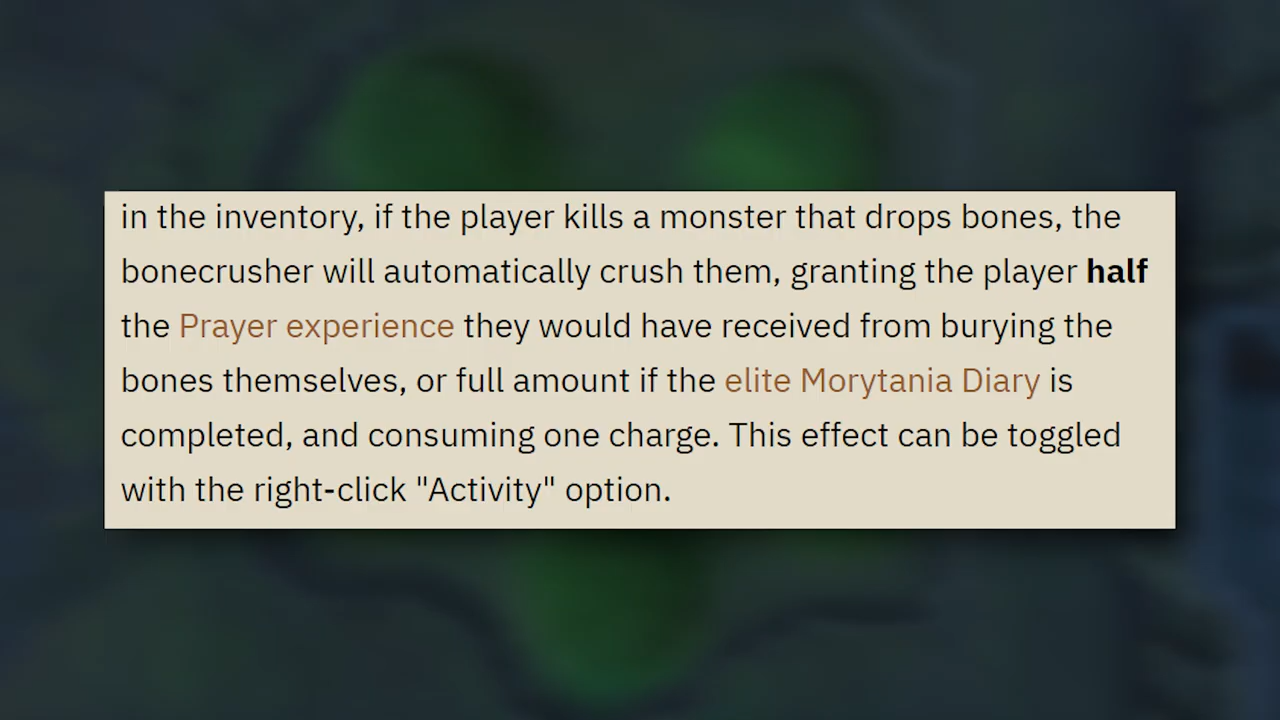 in the inventory, if the player kills a monster that drops bones, the
bonecrusher will automatically crush them, granting the player half
the Prayer experience they would have received from burying the
bones themselves, or full amount if the elite Morytania Diary is
completed, and consuming one charge. This effect can be toggled
with the right-click "Activity" option.